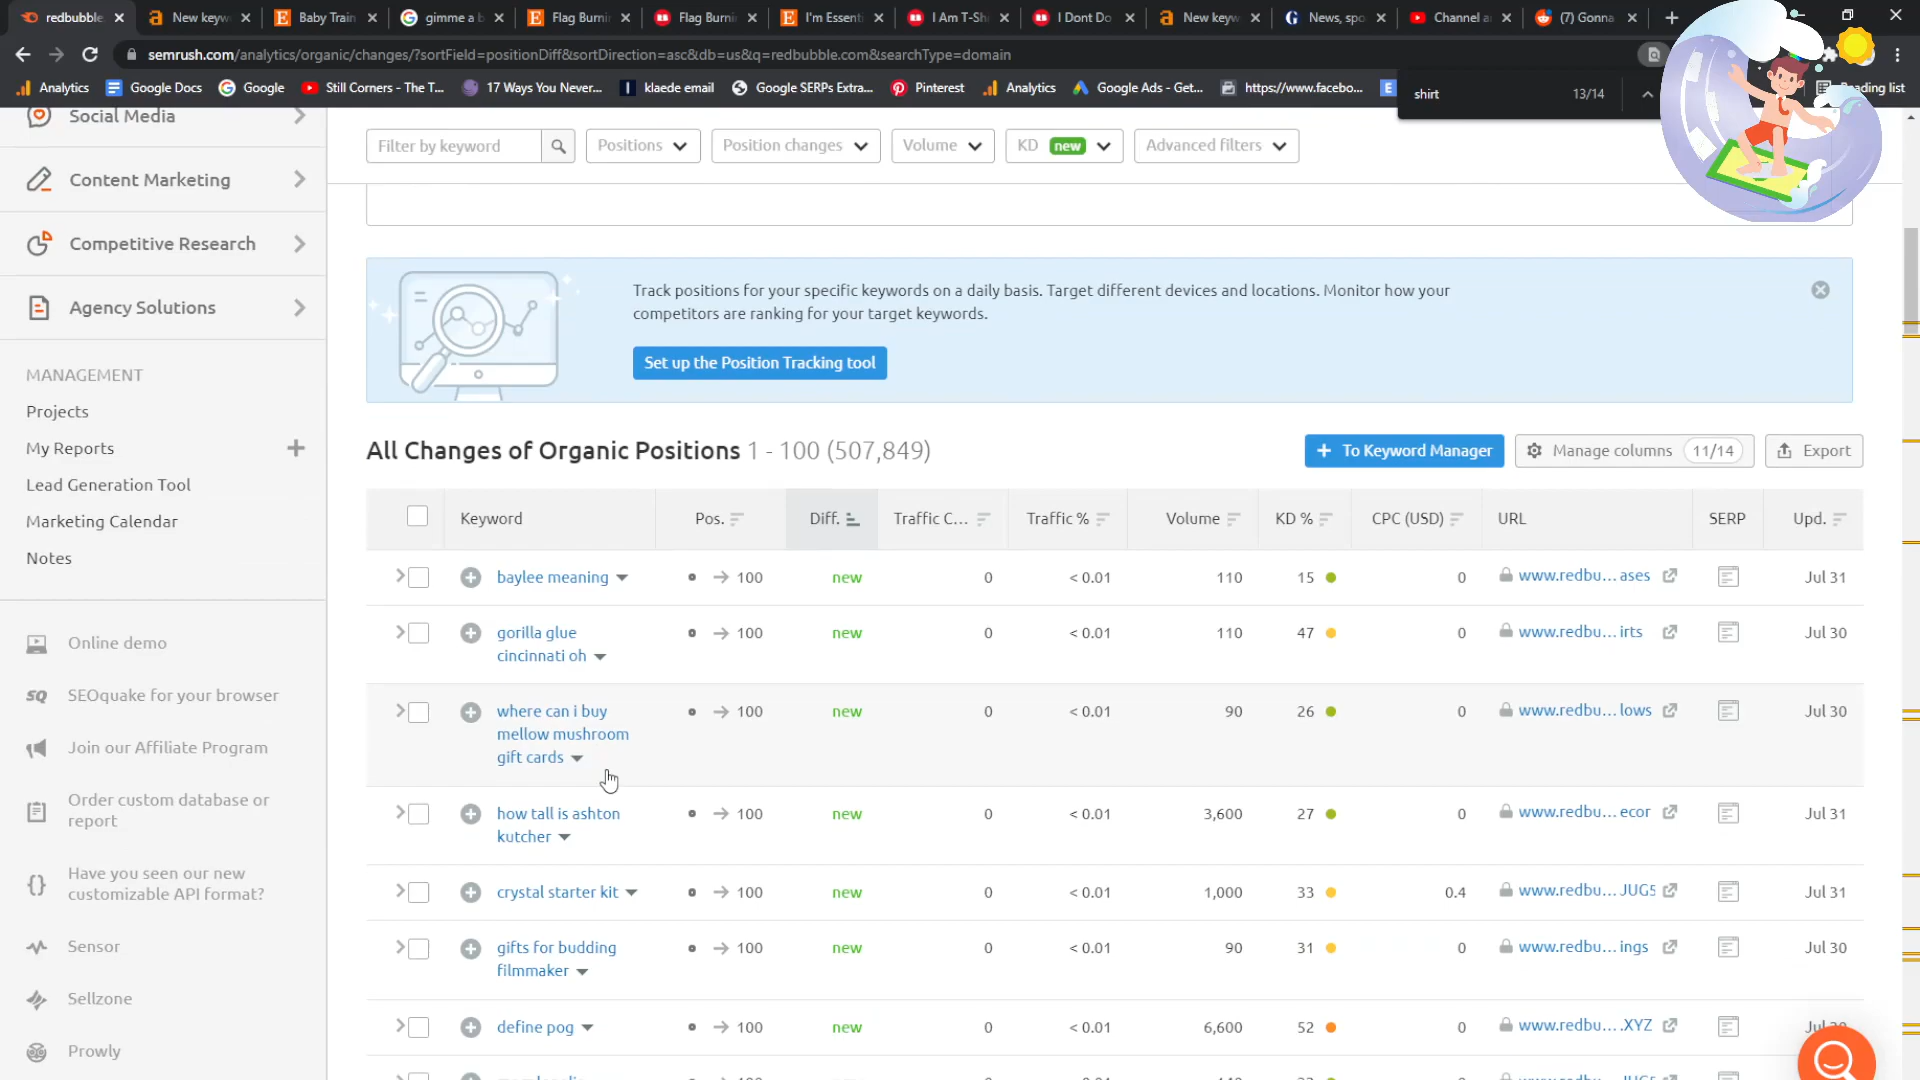 redbubble.
New keyw
Baby Train
gimme a b
Flag Burni
Flag Burni
I'm Essent
I Am T-Sh
I Dont Do
New keyw
News, spo
Channel a
(7) Gonna
semrush.com/analytics/organic/changes/?sortField=positionDiff&sortDirection=asc&db=us&q=redbubble.com&searchType=domain
Analytics
Google Docs
Google
Still Corners - The T...
17 Ways You Never...
klaede email
Google SERPs Extra...
Pinterest
Analytics
Google Ads - Get...
https://www.facebo...
Reading list
shirt
13/14
Social Media
Content Marketing
Competitive Research
Agency Solutions
MANAGEMENT
Projects
My Reports
Lead Generation Tool
Marketing Calendar
Notes
Online demo
SEOquake for your browser
Join our Affiliate Program
Order custom database or
report
Have you seen our new
customizable API format?
Sensor
Sellzone
Prowly
Filter by keyword
Positions
Position changes
Volume
KD new
Advanced filters
Track positions for your specific keywords on a daily basis. Target different devices and locations. Monitor how your
competitors are ranking for your target keywords.
Set up the Position Tracking tool
All Changes of Organic Positions 1 - 100 (507,849)
To Keyword Manager
Manage columns 11/14
Export
Keyword Pos. Diff. Traffic C... Traffic % Volume KD % CPC (USD) URL SERP Upd.
baylee meaning 100 new 0 < 0.01 110 15 0 www.redbu... ases Jul 31
gorilla glue
cincinnati oh 100 new 0 < 0.01 110 47 0 www.redbu... irts Jul 30
where can i buy
mellow mushroom
gift cards 100 new 0 < 0.01 90 26 0 www.redbu... lows Jul 30
how tall is ashton
kutcher 100 new 0 < 0.01 3,600 27 0 www.redbu... ecor Jul 31
crystal starter kit 100 new 0 < 0.01 1,000 33 0.4 www.redbu... JUG5 Jul 31
gifts for budding
filmmaker 100 new 0 < 0.01 90 31 0 www.redbu... ings Jul 30
define pog 100 new 0 < 0.01 6,600 52 0 www.redbu....XYZ Jul